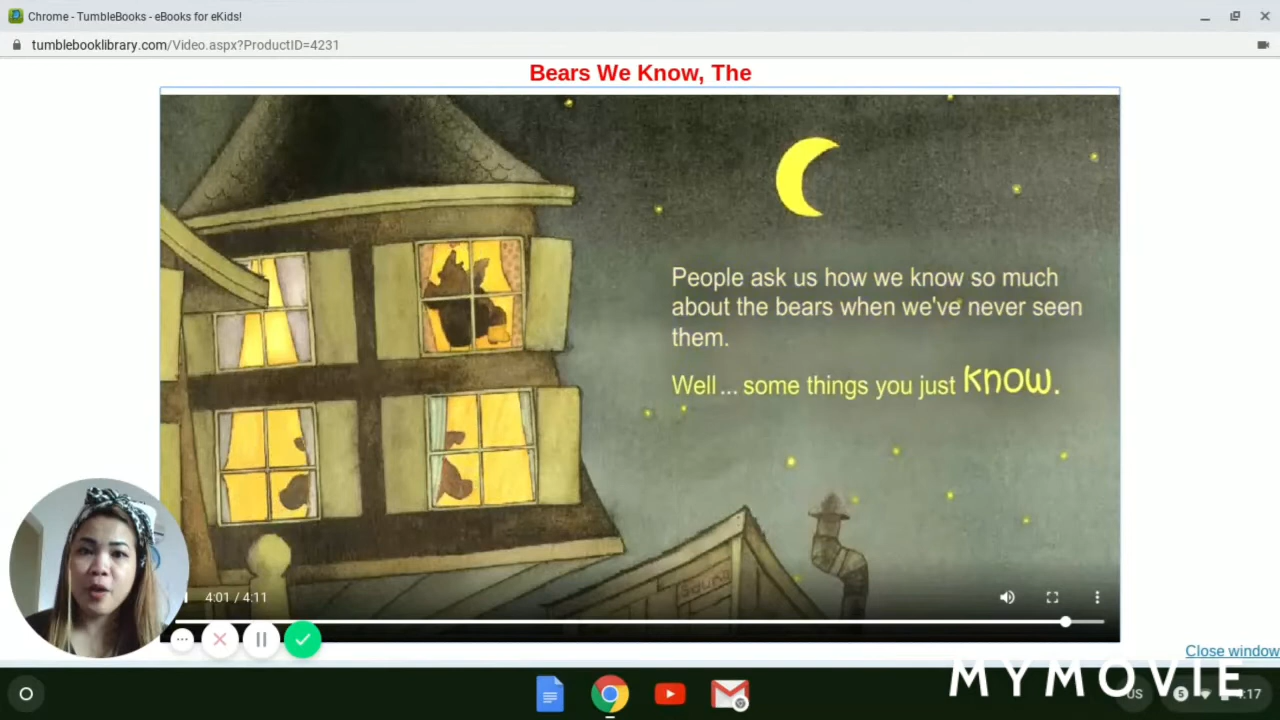 Chrome - TumbleBooks - eBooks for eKids!
tumblebooklibrary.com/Video.aspx?ProductID=4231
Bears We Know, The
People ask us how we know so much
about the bears when we've never seen
them.
Well... some things you just know.
sauna
4:01 / 4:11
Close window
MYMOVIE
US
5